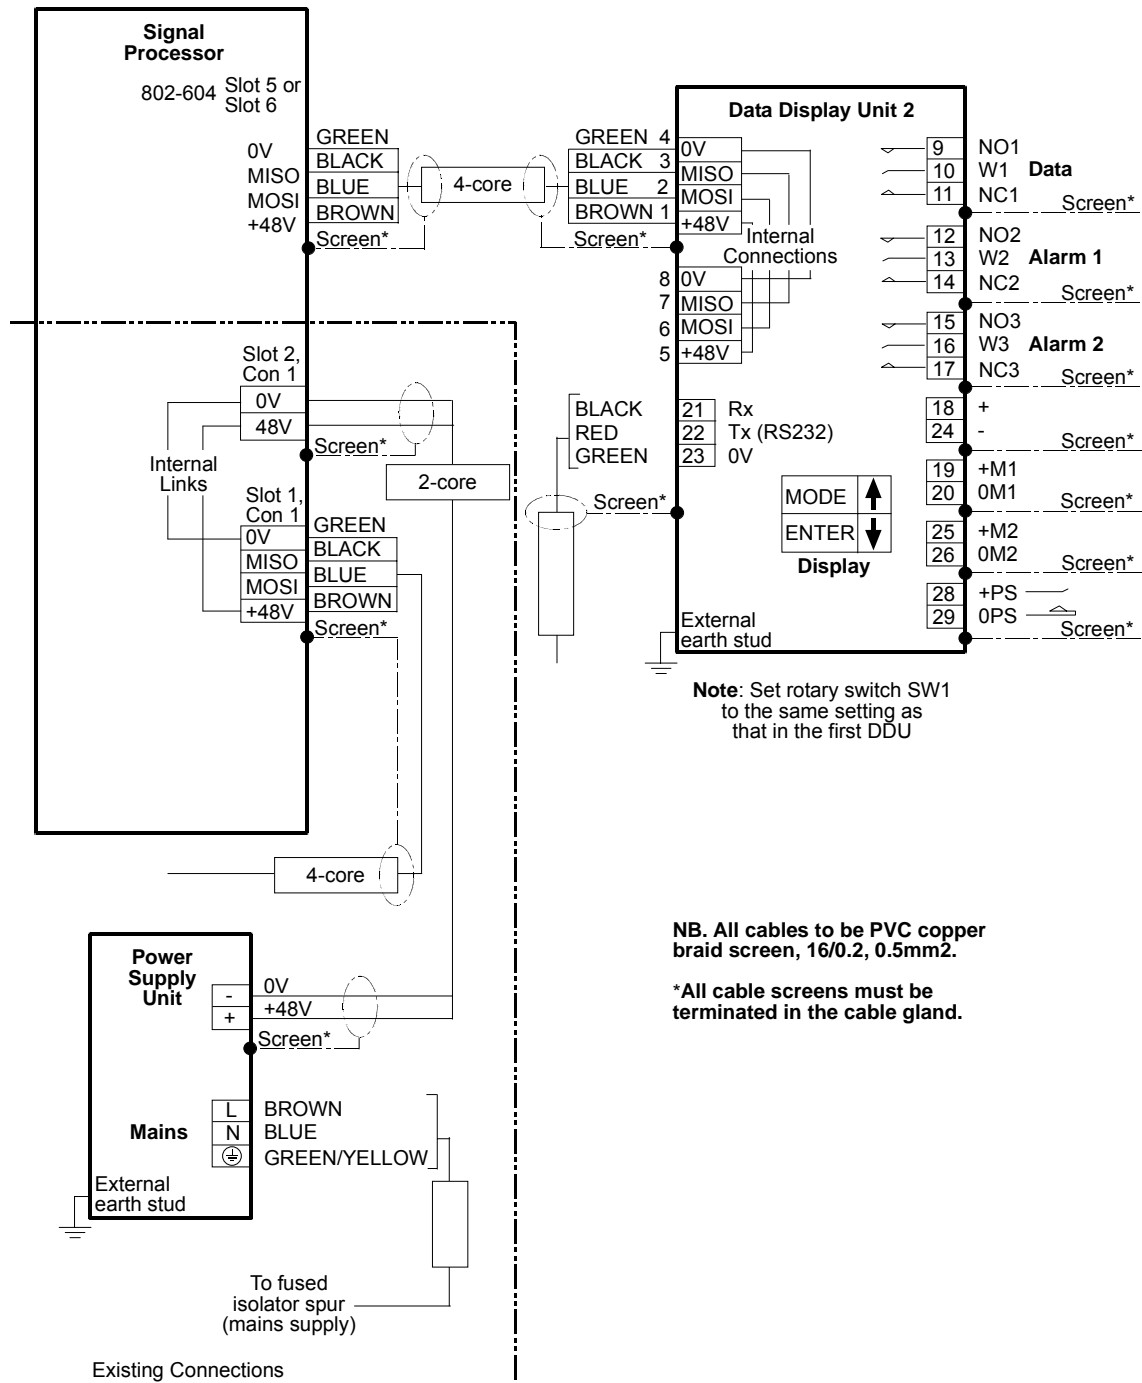 Signal
Processor
802-604 Slot 5 or
Slot 6
0V
MISO
MOSI
+48V
GREEN
BLACK
BLUE
BROWN
Screen*
4-core
GREEN 4
BLACK 3
BLUE 2
BROWN 1
Screen*
Data Display Unit 2
0V
MISO
MOSI
+48V
Internal
Connections
8 0V
7 MISO
6 MOSI
5 +48V
9 NO1
10 W1 Data
11 NC1
Screen*
12 NO2
13 W2 Alarm 1
14 NC2
Screen*
15 NO3
16 W3 Alarm 2
17 NC3
Screen*
18 +
24 -
Screen*
19 +M1
20 0M1
Screen*
25 +M2
26 0M2
Screen*
28 +PS
29 0PS
Screen*
BLACK 21 Rx
RED 22 Tx (RS232)
GREEN 23 0V
Screen*
MODE
ENTER
Display
External
earth stud
Note: Set rotary switch SW1
to the same setting as
that in the first DDU
Slot 2,
Con 1
0V
48V
Screen*
Internal
Links
2-core
Slot 1,
Con 1
0V
MISO
MOSI
+48V
GREEN
BLACK
BLUE
BROWN
Screen*
4-core
Power
Supply
Unit
- 0V
+ +48V
Screen*
Mains
L BROWN
N BLUE
GREEN/YELLOW
External
earth stud
To fused
isolator spur
(mains supply)
Existing Connections
NB. All cables to be PVC copper
braid screen, 16/0.2, 0.5mm2.
*All cable screens must be
terminated in the cable gland.